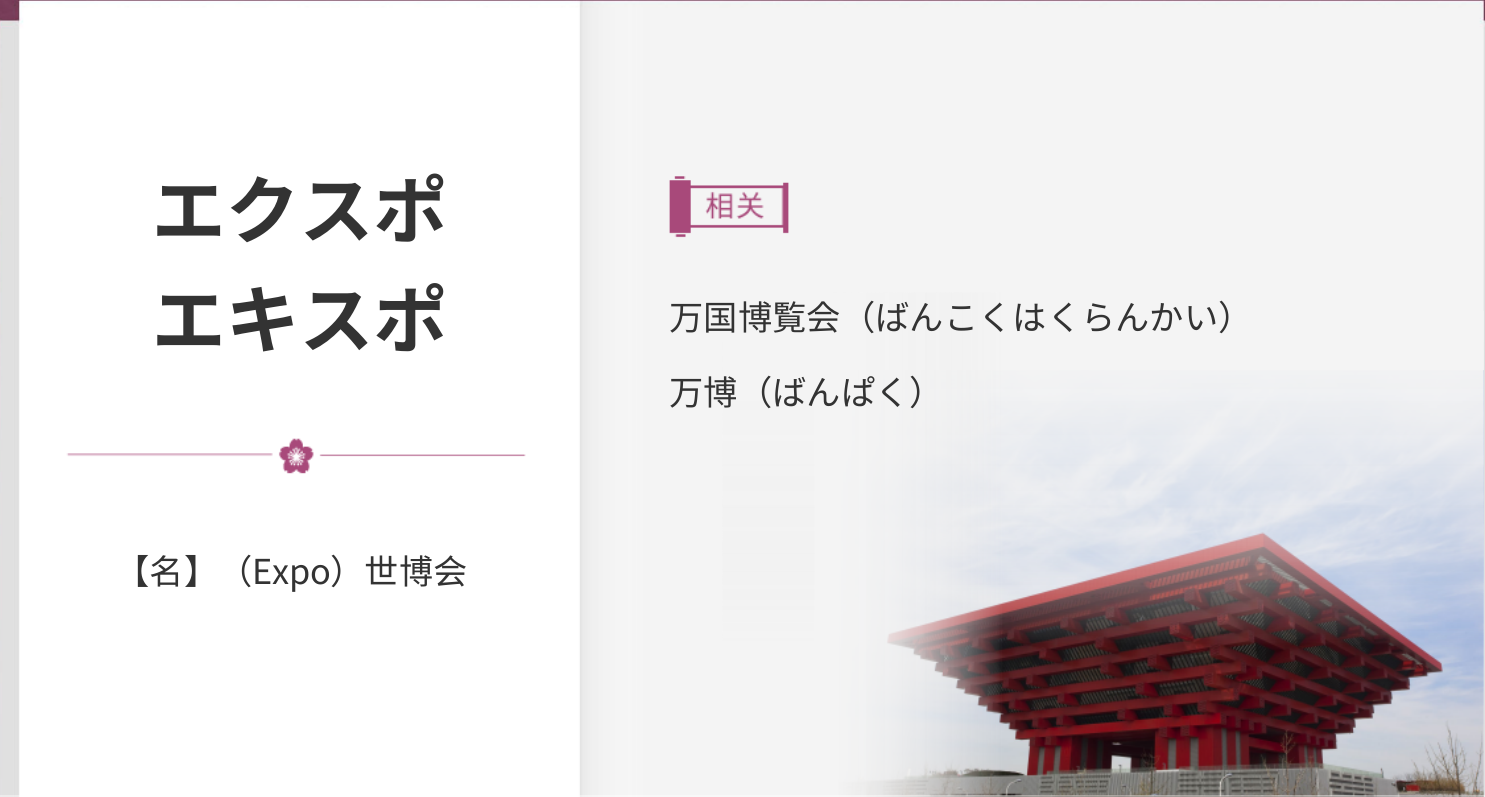 エクスポ
エキスポ
【名】（Expo）世博会
相关
万国博覧会（ばんこくはくらんかい）
万博（ばんぱく）